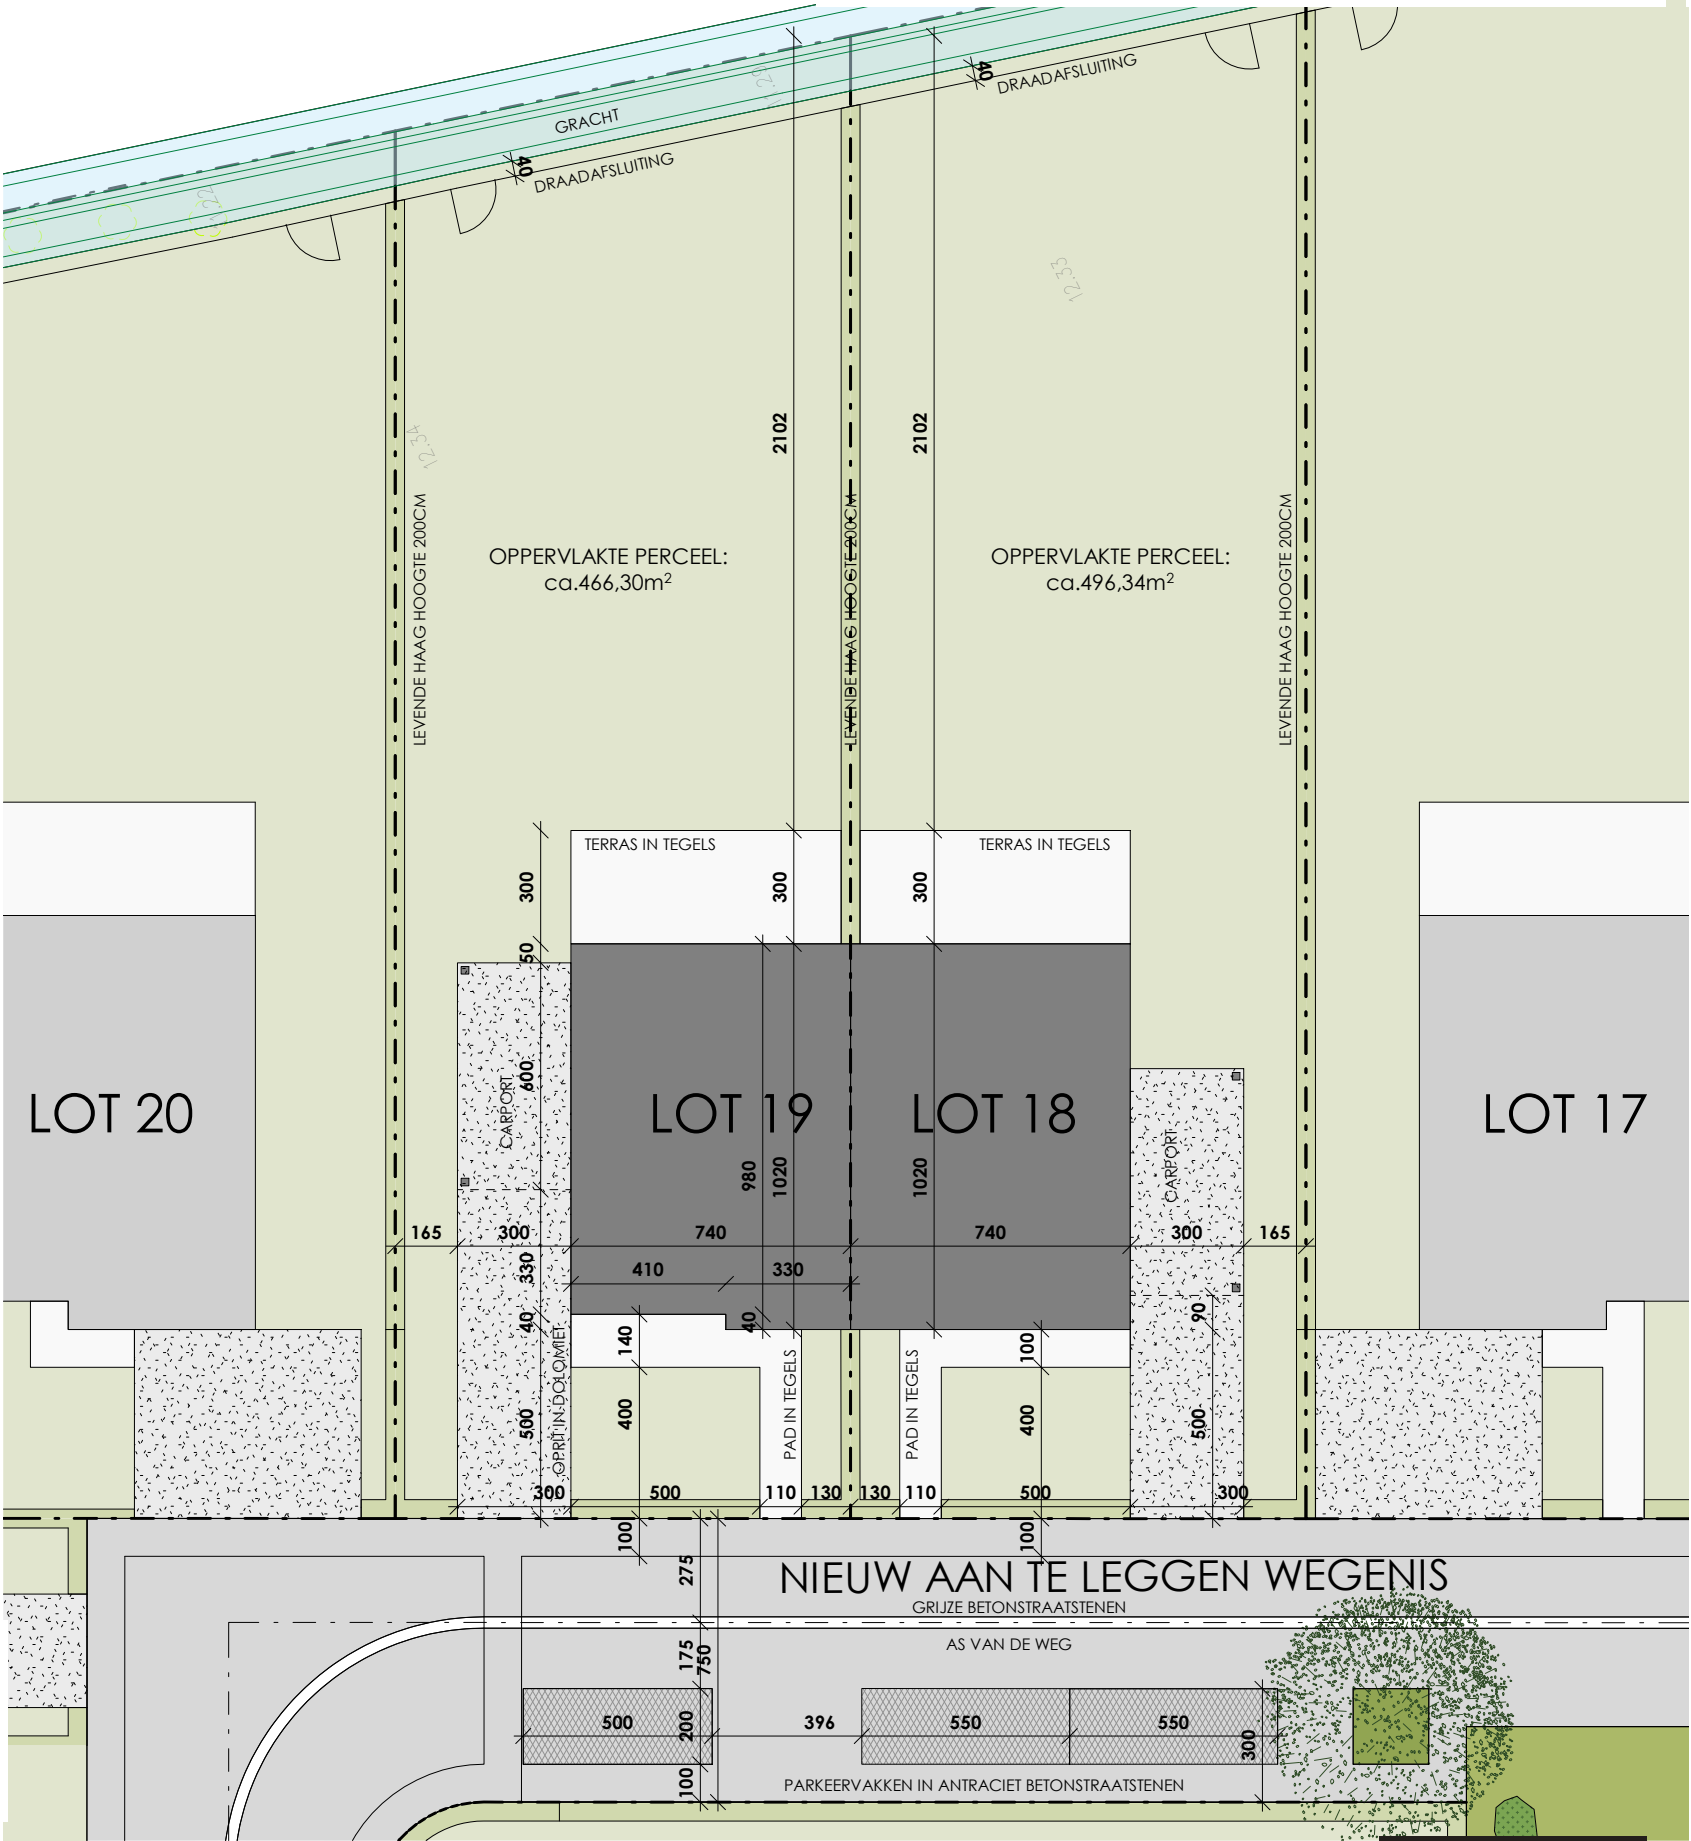 40
DRAADAFSLUITING
11,29
GRACHT
40
DRAADAFSLUITING
12,33
2102
2102
12,34
LEVENDE HAAG HOOGTE 200CM
LEVENDE HAAG HOOGTE 200CM
LEVENDE HAAG HOOGTE 200CM
OPPERVLAKTE PERCEEL:
ca.466,30m²
OPPERVLAKTE PERCEEL:
ca.496,34m²
TERRAS IN TEGELS
TERRAS IN TEGELS
300
300
300
50
600
CARPORT
CARPORT
LOT 20
LOT 19
LOT 18
LOT 17
980
1020
1020
165
300
740
740
300
165
330
410
330
40
140
40
100
90
OPRIT IN DOLOMIET
500
400
PAD IN TEGELS
PAD IN TEGELS
400
500
300
500
110
130
130
110
500
300
100
275
100
NIEUW AAN TE LEGGEN WEGENIS
GRIJZE BETONSTRAATSTENEN
AS VAN DE WEG
175
750
500
200
396
550
550
300
100
PARKEERVAKKEN IN ANTRACIET BETONSTRAATSTENEN